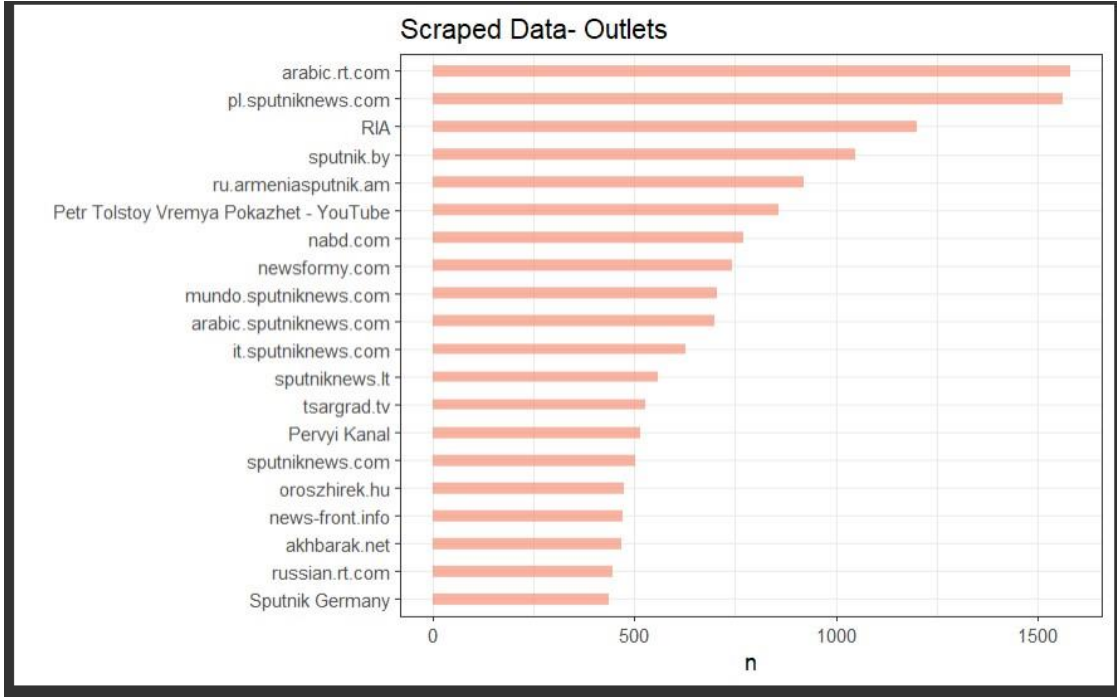 Scraped Data- Outlets
arabic.rt.com
pl.sputniknews.com
RIA
sputnik.by
ru.armeniasputnik.am
Petr Tolstoy Vremya Pokazhet - YouTube
nabd.com
newsformy.com
mundo.sputniknews.com
arabic.sputniknews.com
it.sputniknews.com
sputniknews.lt
tsargrad.tv
Pervyi Kanal
sputniknews.com
oroszhirek.hu
news-front.info
akhbarak.net
russian.rt.com
Sputnik Germany
0 500 1000 1500
n